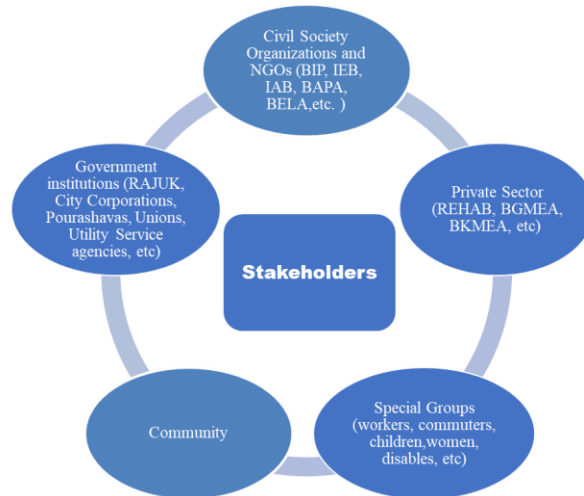 Civil Society
Organizations and
NGOs (BIP, IEB,
IAB, BAPA,
BELA,etc. )
Government
institutions (RAJUK,
City Corporations,
Pourashavas, Unions,
Utility Service
agencies, etc)
Private Sector
(REHAB, BGMEA,
BKMEA, etc)
Stakeholders
Community
Special Groups
(workers, commuters,
children,women,
disables, etc)